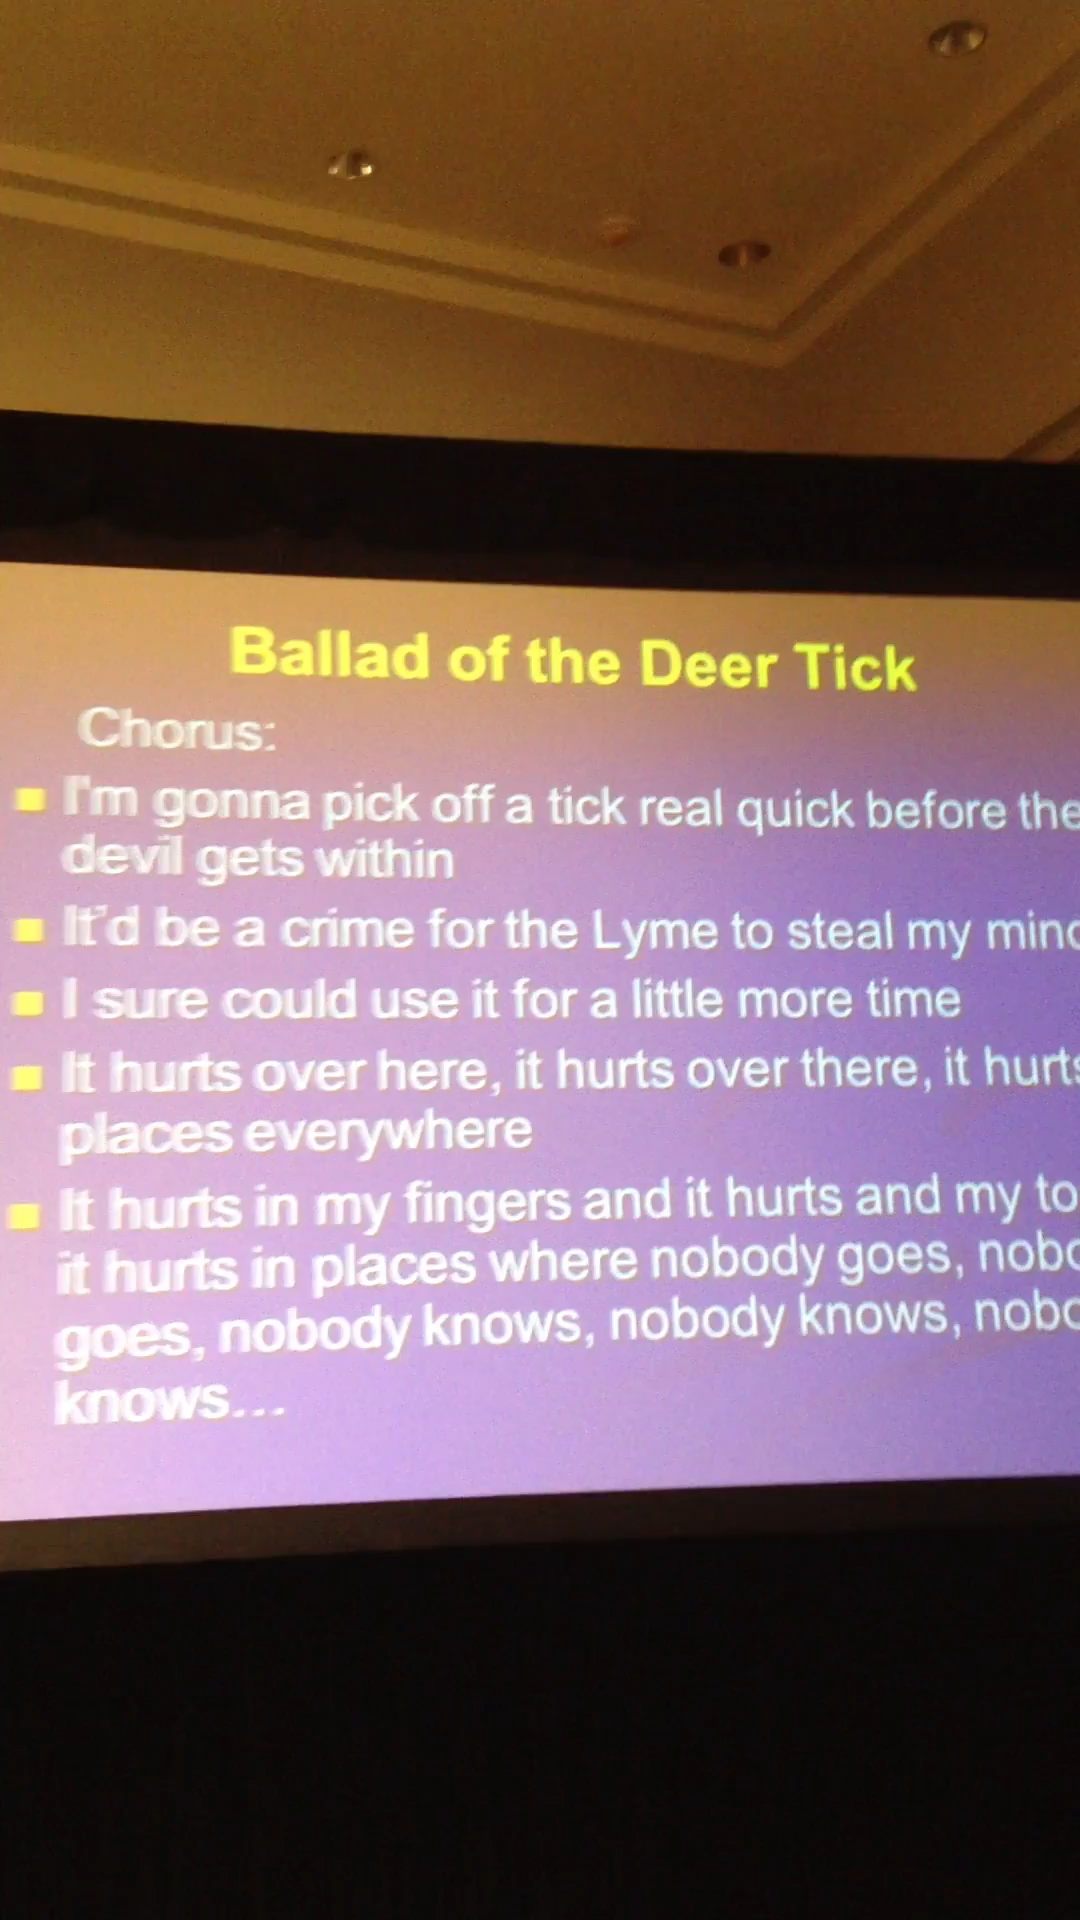 Ballad of the Deer Tick
Chorus:
I'm gonna pick off a tick real quick before the
devil gets within
It'd be a crime for the Lyme to steal my
I sure could use it for a little more time
It hurts over here, it hurts over there, it hurts
places everywhere
It hurts in my fingers and it hurts and my
it hurts in places where nobody goes,
goes, nobody knows, nobody knows,
knows...